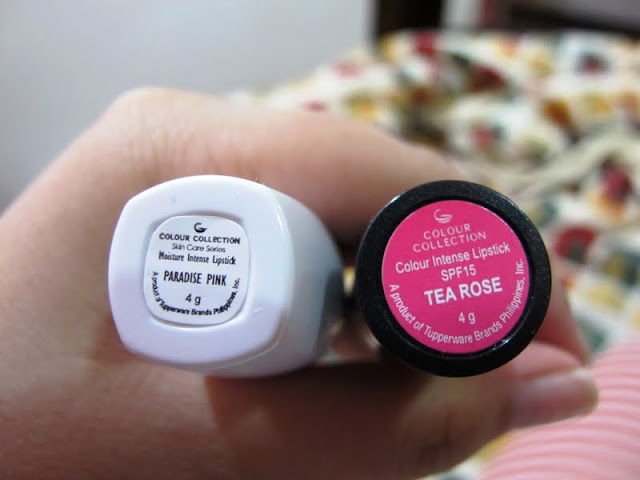 COLOUR COLLECTION
Skin Care Series
Moisture Intense Lipstick
PARADISE PINK
4 g
A product of Tupperware Brands Philippines, Inc.
COLOUR
COLLECTION
Colour Intense Lipstick
SPF15
TEA ROSE
4 g
A product of Tupperware Brands Philippines, Inc.